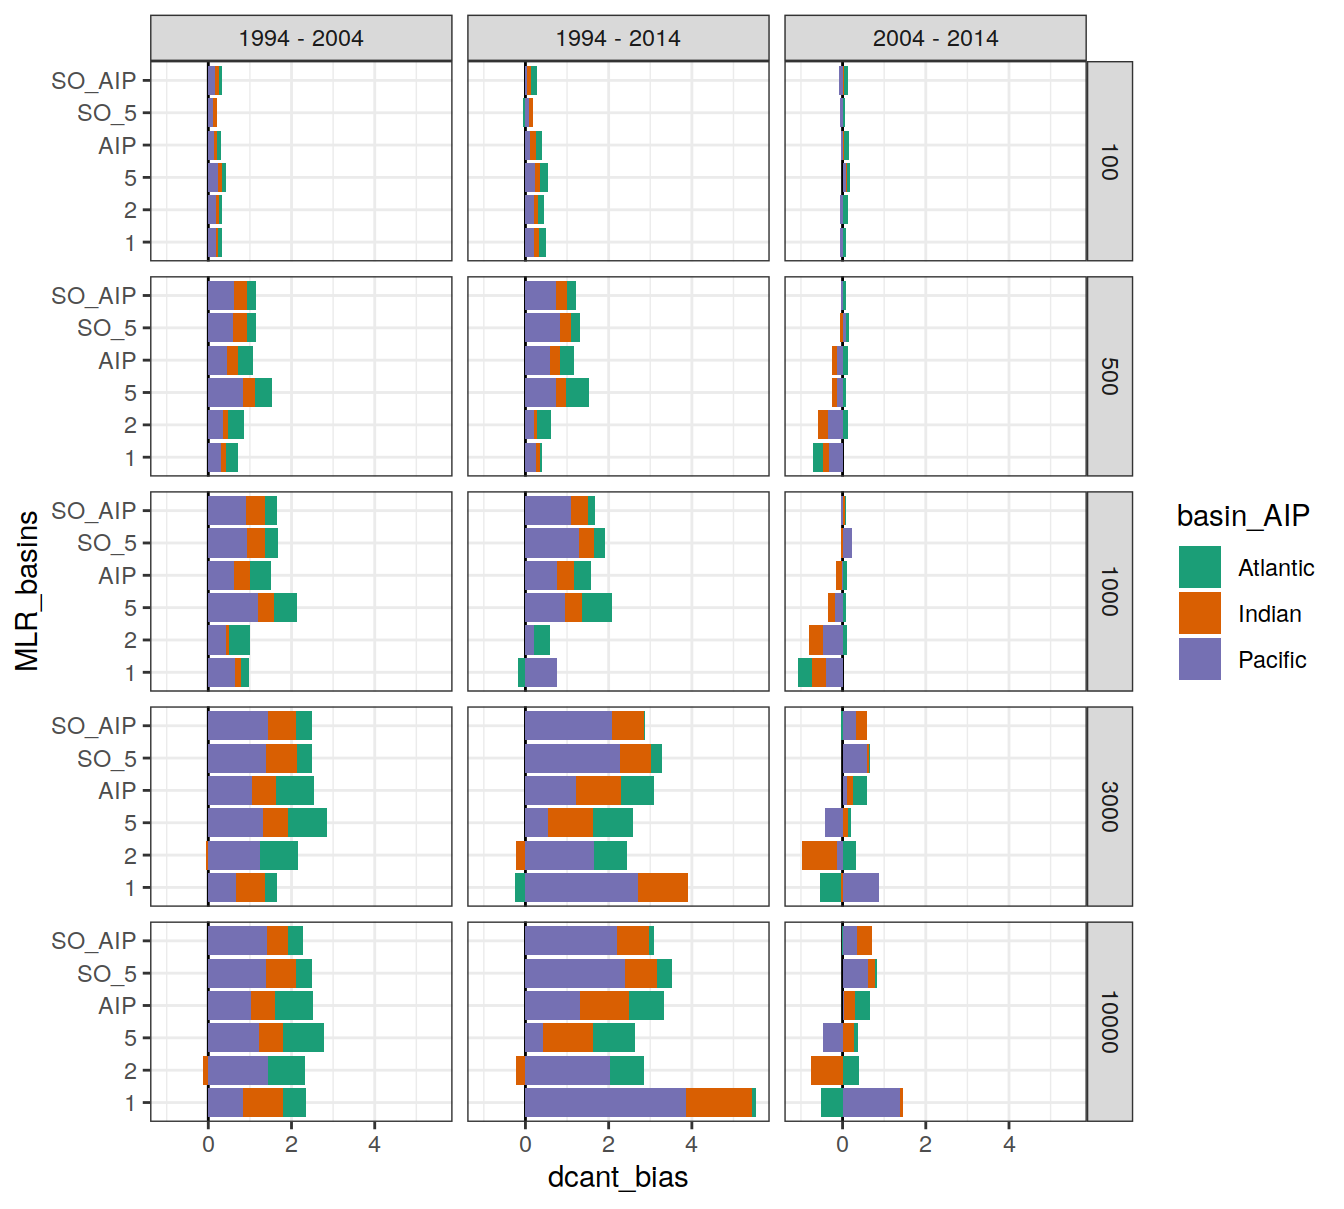 1994 - 2004
1994 - 2014
2004 - 2014
SO_AIP
SO_5
AIP
5
2
1
100
SO_AIP
SO_5
AIP
5
2
1
500
SO_AIP
SO_5
AIP
5
2
1
1000
SO_AIP
SO_5
AIP
5
2
1
3000
SO_AIP
SO_5
AIP
5
2
1
10000
0 2 4
0 2 4
0 2 4
dcant_bias
MLR_basins
basin_AIP
Atlantic
Indian
Pacific